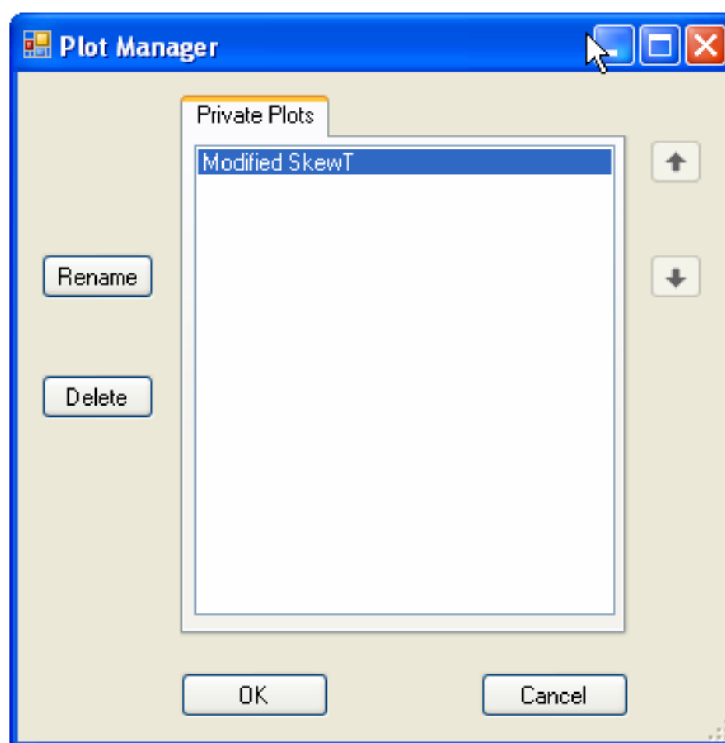 Plot Manager
Private Plots
Modified SkewT
Rename
Delete
OK
Cancel